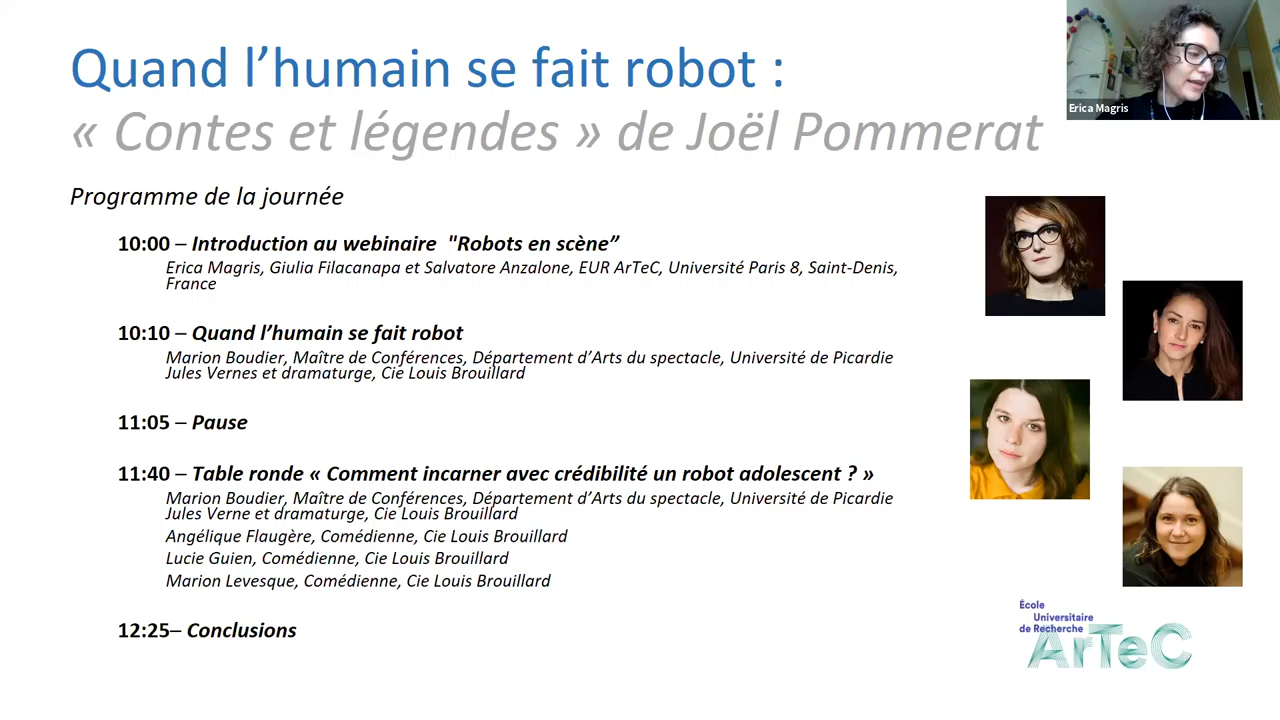 Quand l’humain se fait robot :
« Contes et légendes » de Joël Pommerat
Erica Magris
Programme de la journée
10:00 – Introduction au webinaire "Robots en scène”
Erica Magris, Giulia Filacanapa et Salvatore Anzalone, EUR ArTeC, Université Paris 8, Saint-Denis,
France
10:10 – Quand l’humain se fait robot
Marion Boudier, Maître de Conférences, Département d’Arts du spectacle, Université de Picardie
Jules Vernes et dramaturge, Cie Louis Brouillard
11:05 – Pause
11:40 – Table ronde « Comment incarner avec crédibilité un robot adolescent ? »
Marion Boudier, Maître de Conférences, Département d’Arts du spectacle, Université de Picardie
Jules Verne et dramaturge, Cie Louis Brouillard
Angélique Flaugère, Comédienne, Cie Louis Brouillard
Lucie Guien, Comédienne, Cie Louis Brouillard
Marion Levesque, Comédienne, Cie Louis Brouillard
12:25– Conclusions
École
Universitaire
de Recherche
ArTeC